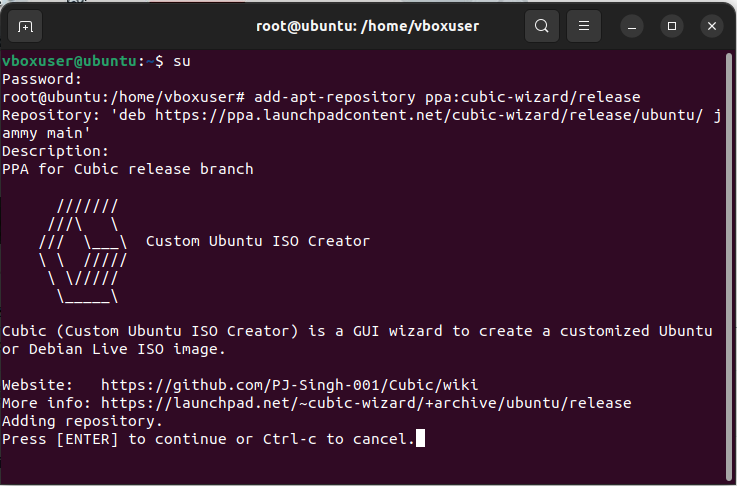 root@ubuntu: /home/vboxuser
vboxuser@ubuntu:~$ su
Password:
root@ubuntu:/home/vboxuser# add-apt-repository ppa:cubic-wizard/release
Repository: 'deb https://ppa.launchpadcontent.net/cubic-wizard/release/ubuntu/ j
ammy main'
Description:
PPA for Cubic release branch
      ///////
     ///\   \
    ///  \___\  Custom Ubuntu ISO Creator
    \ \  /////
     \ \/////
      \_____\
Cubic (Custom Ubuntu ISO Creator) is a GUI wizard to create a customized Ubuntu
or Debian Live ISO image.
Website:   https://github.com/PJ-Singh-001/Cubic/wiki
More info: https://launchpad.net/~cubic-wizard/+archive/ubuntu/release
Adding repository.
Press [ENTER] to continue or Ctrl-c to cancel.